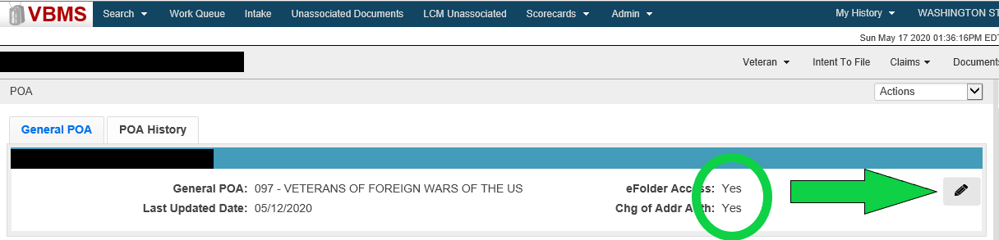 VBMS Search Work Queue Intake Unassociated Documents LCM Unassociated Scorecards Admin My History WASHINGTON ST
Sun May 17 2020 01:36:16PM EDT
Veteran Intent To File Claims Documents
POA Actions
General POA POA History
General POA: 097 - VETERANS OF FOREIGN WARS OF THE US eFolder Access: Yes
Last Updated Date: 05/12/2020 Chg of Addr Auth: Yes